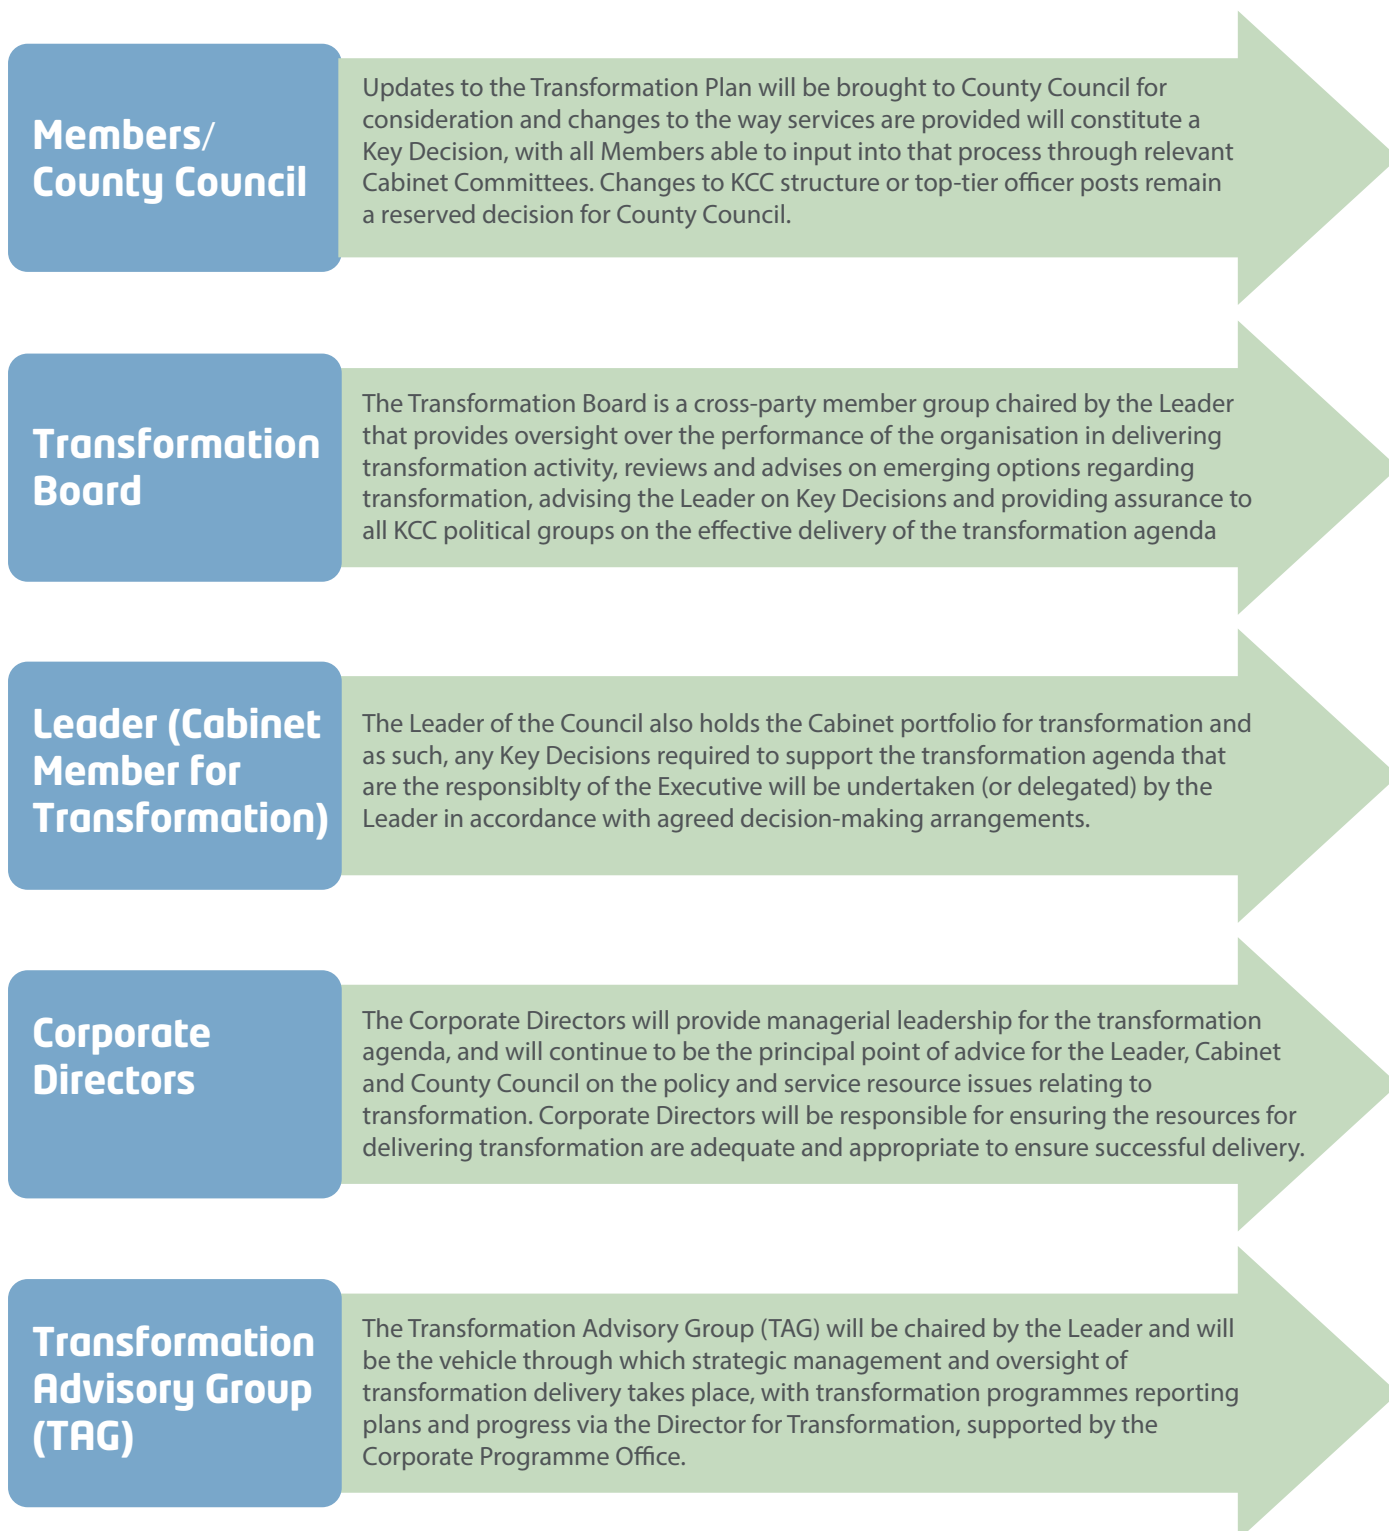 Members/
County Council
Updates to the Transformation Plan will be brought to County Council for
consideration and changes to the way services are provided will constitute a
Key Decision, with all Members able to input into that process through relevant
Cabinet Committees. Changes to KCC structure or top-tier officer posts remain
a reserved decision for County Council.
Transformation
Board
The Transformation Board is a cross-party member group chaired by the Leader
that provides oversight over the performance of the organisation in delivering
transformation activity, reviews and advises on emerging options regarding
transformation, advising the Leader on Key Decisions and providing assurance to
all KCC political groups on the effective delivery of the transformation agenda
Leader (Cabinet
Member for
Transformation)
The Leader of the Council also holds the Cabinet portfolio for transformation and
as such, any Key Decisions required to support the transformation agenda that
are the responsiblty of the Executive will be undertaken (or delegated) by the
Leader in accordance with agreed decision-making arrangements.
Corporate
Directors
The Corporate Directors will provide managerial leadership for the transformation
agenda, and will continue to be the principal point of advice for the Leader, Cabinet
and County Council on the policy and service resource issues relating to
transformation. Corporate Directors will be responsible for ensuring the resources for
delivering transformation are adequate and appropriate to ensure successful delivery.
Transformation
Advisory Group
(TAG)
The Transformation Advisory Group (TAG) will be chaired by the Leader and will
be the vehicle through which strategic management and oversight of
transformation delivery takes place, with transformation programmes reporting
plans and progress via the Director for Transformation, supported by the
Corporate Programme Office.